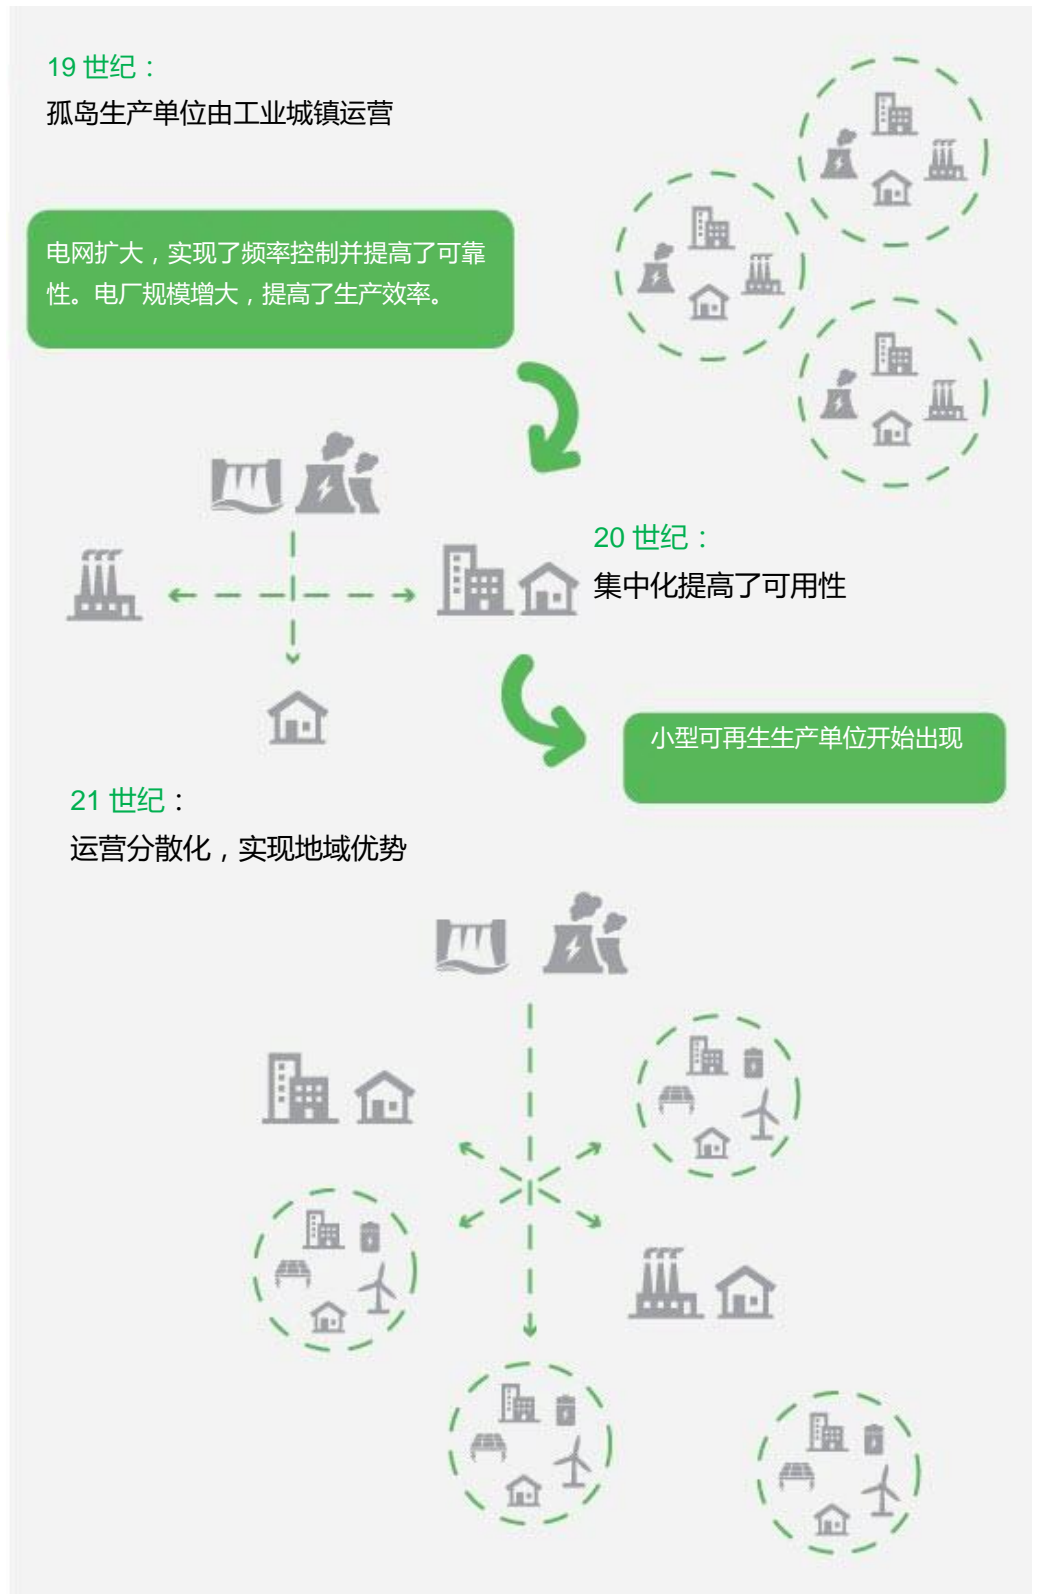 19 世纪：
孤岛生产单位由工业城镇运营
电网扩大，实现了频率控制并提高了可靠
性。电厂规模增大，提高了生产效率。
20 世纪：
集中化提高了可用性
小型可再生生产单位开始出现
21 世纪：
运营分散化，实现地域优势